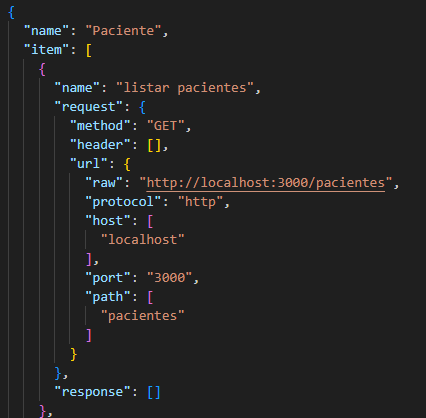 {
"name": "Paciente",
"item": [
{
"name": "listar pacientes",
"request": {
"method": "GET",
"header": [],
"url": {
"raw": "http://localhost:3000/pacientes",
"protocol": "http",
"host": [
"localhost"
],
"port": "3000",
"path": [
"pacientes"
]
}
},
"response": []
},